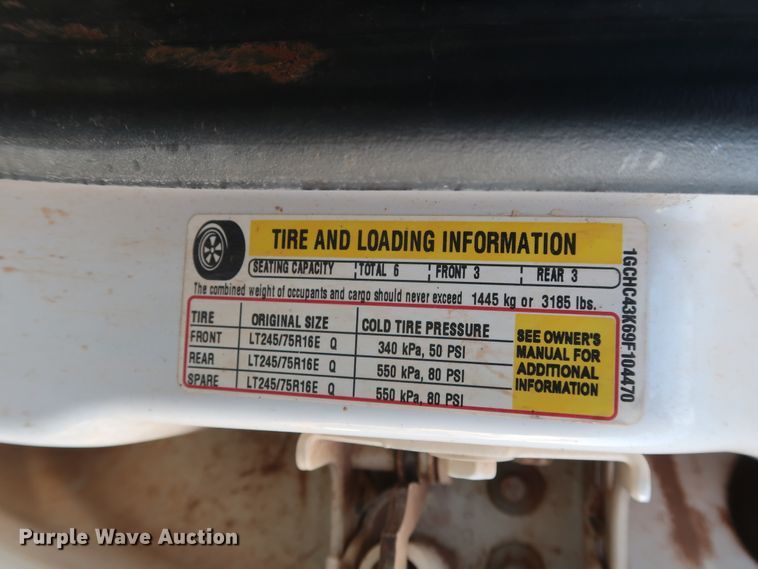 TIRE AND LOADING INFORMATION
SEATING CAPACITY TOTAL 6 FRONT 3 REAR 3
The combined weight of occupants and cargo should never exceed 1445 kg or 3185 lbs.
TIRE ORIGINAL SIZE COLD TIRE PRESSURE
FRONT LT245/75R16E Q 340 kPa, 50 PSI
REAR LT245/75R16E Q 550 kPa, 80 PSI
SPARE LT245/75R16E Q 550 kPa, 80 PSI
SEE OWNER'S
MANUAL FOR
ADDITIONAL
INFORMATION
1GCHC43K69F104470
Purple Wave Auction